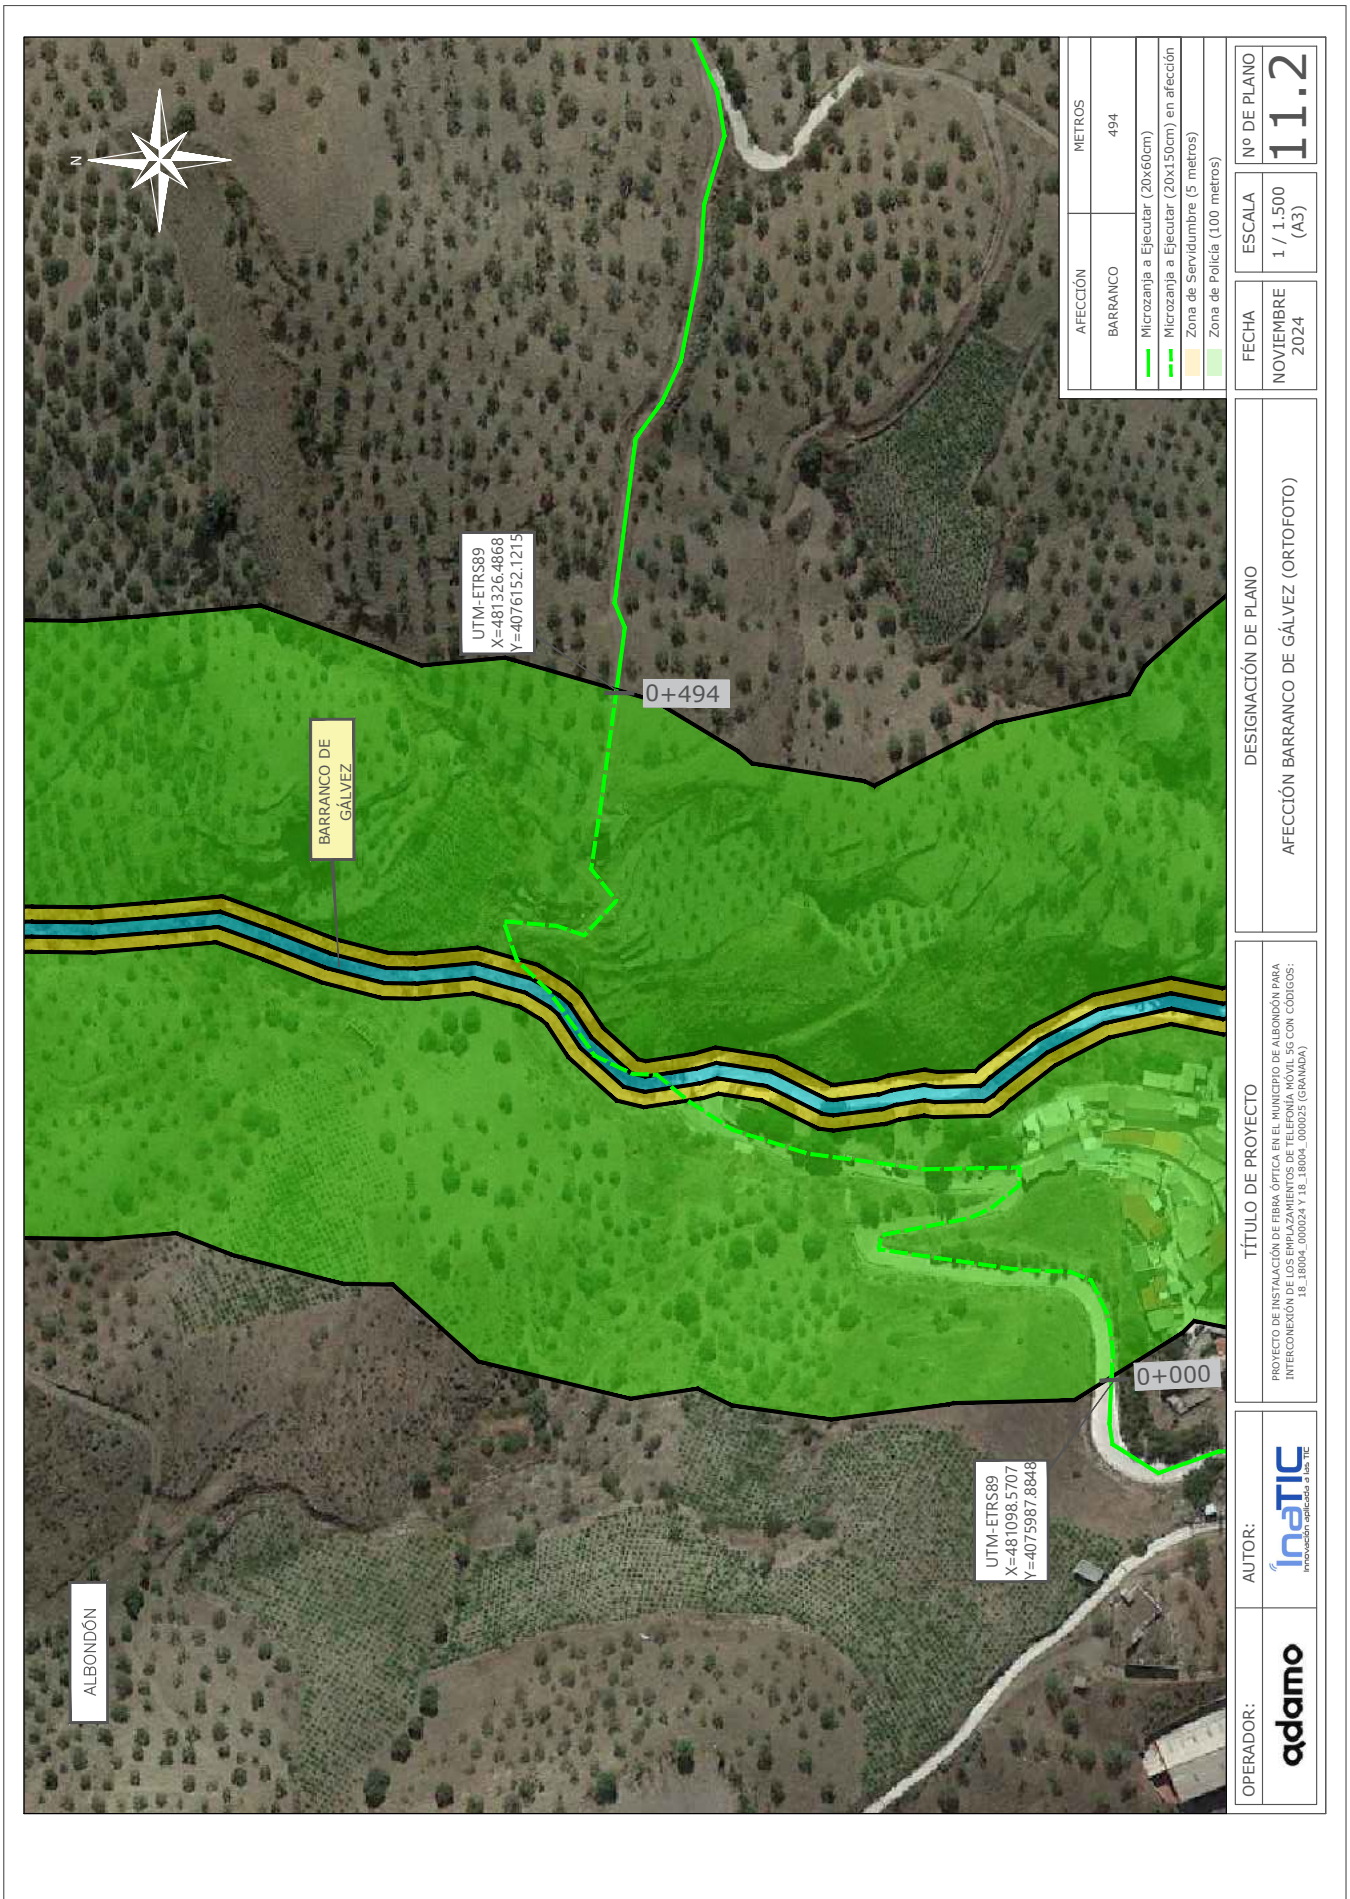 ALBONDÓN
N
BARRANCO DE
GÁLVEZ
UTM-ETRS89
X=481326.4868
Y=4076152.1215
0+494
UTM-ETRS89
X=481098.5707
Y=4075987.8848
0+000
AFECCIÓN METROS
BARRANCO 494
Microzanja a Ejecutar (20x60cm)
Microzanja a Ejecutar (20x150cm) en afección
Zona de Servidumbre (5 metros)
Zona de Policía (100 metros)
OPERADOR:
adamo
AUTOR:
inaTIC
Innovación aplicada a las TIC
TÍTULO DE PROYECTO
PROYECTO DE INSTALACIÓN DE FIBRA ÓPTICA EN EL MUNICIPIO DE ALBONDÓN PARA
INTERCONEXIÓN DE LOS EMPLAZAMIENTOS DE TELEFONÍA MÓVIL 5G CON CÓDIGOS:
18_18004_000024 Y 18_18004_000025 (GRANADA)
DESIGNACIÓN DE PLANO
AFECCIÓN BARRANCO DE GÁLVEZ (ORTOFOTO)
FECHA
NOVIEMBRE
2024
ESCALA
1 / 1.500
(A3)
Nº DE PLANO
11.2